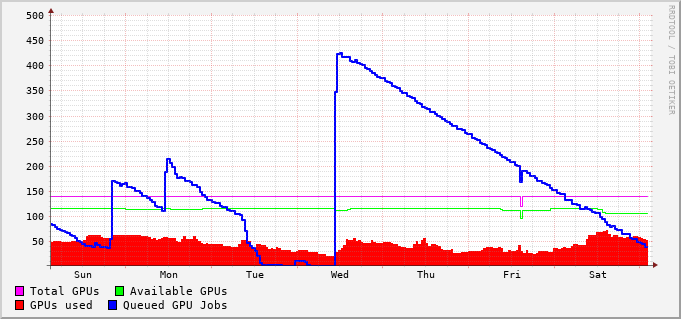 500
450
400
350
300
250
200
150
100
50
Sun Mon Tue Wed Thu Fri Sat
Total GPUs Available GPUs
GPUs used Queued GPU Jobs
RRDTOOL / TOBI OETIKER